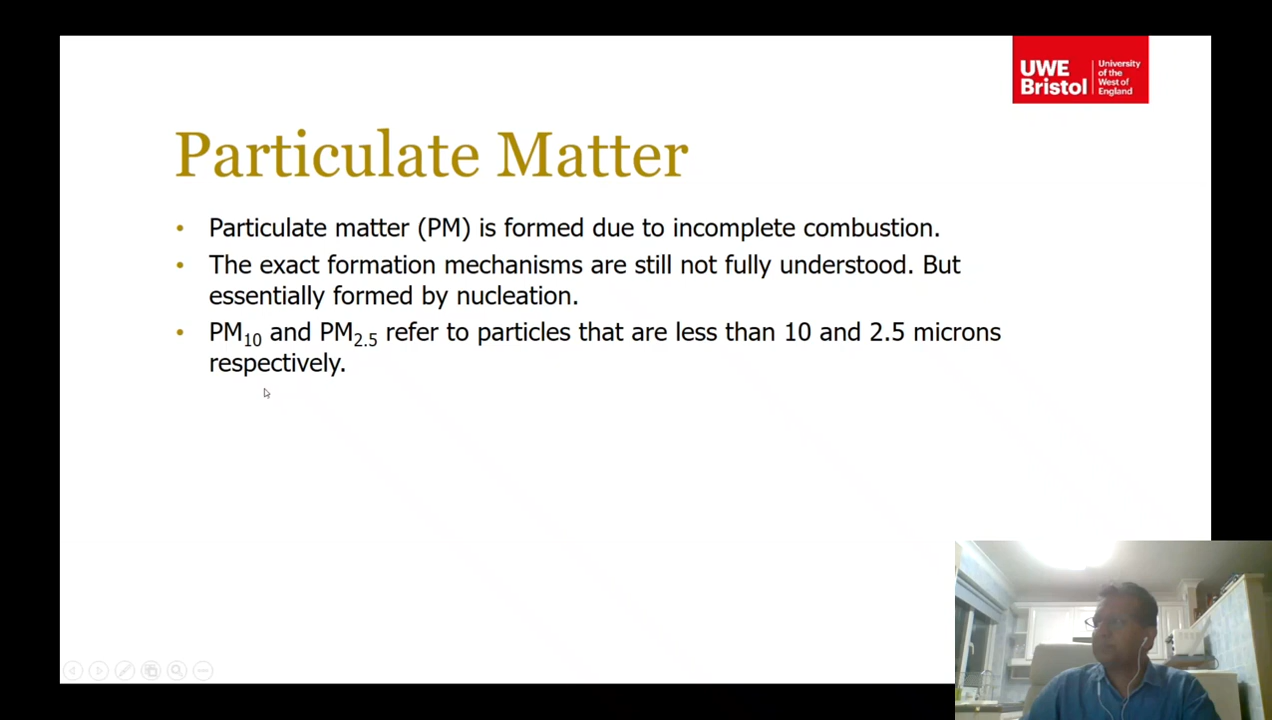 UWE
Bristol
University
of the
West of
England
Particulate Matter
• Particulate matter (PM) is formed due to incomplete combustion.
• The exact formation mechanisms are still not fully understood. But
essentially formed by nucleation.
• PM₁₀ and PM₂.₅ refer to particles that are less than 10 and 2.5 microns
respectively.